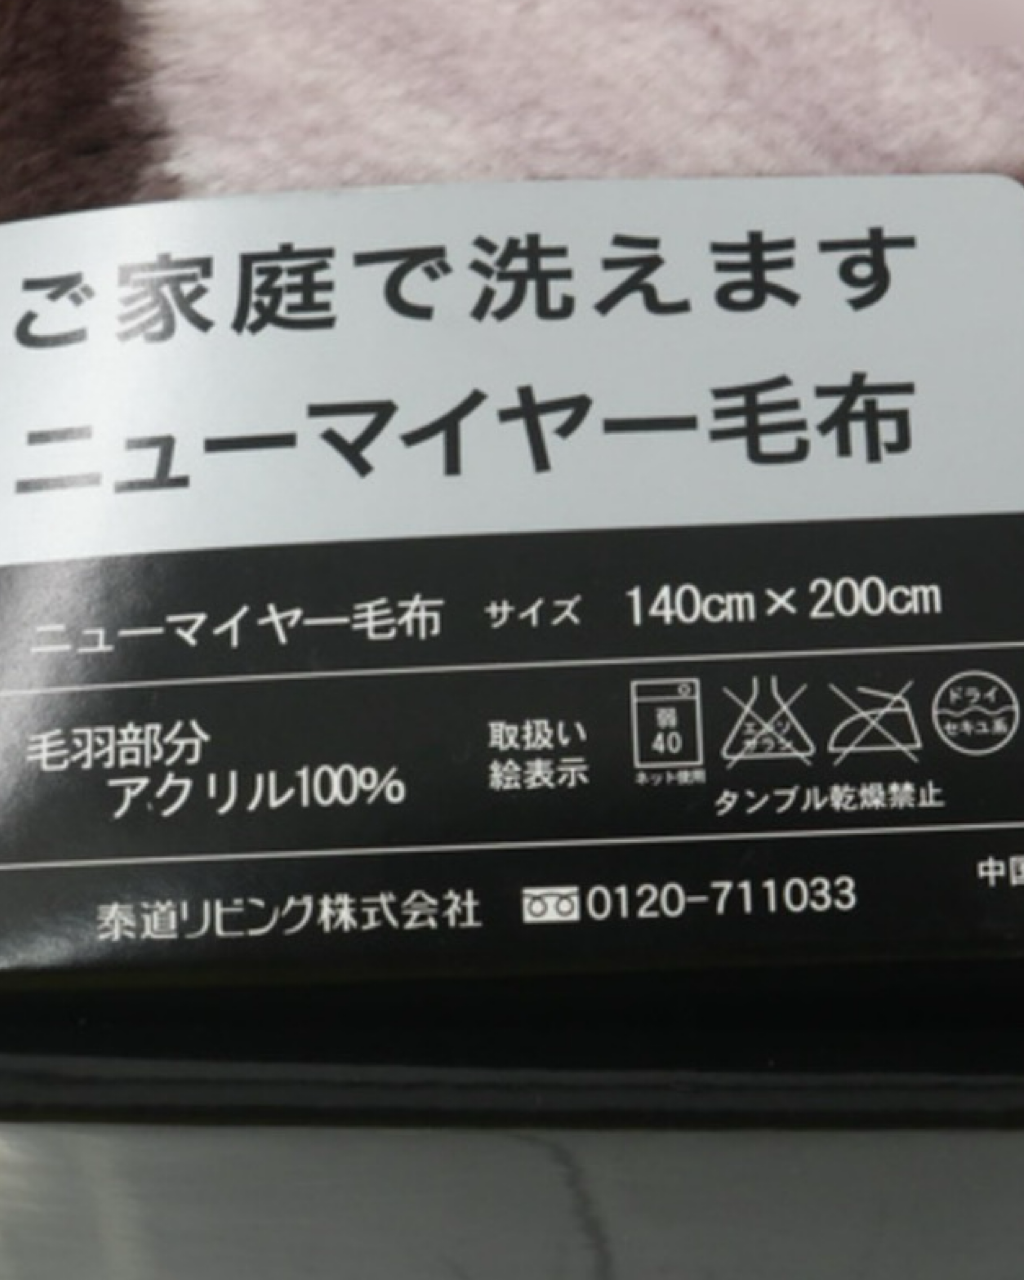 ご家庭で洗えます
ニューマイヤー毛布
ニューマイヤー毛布 サイズ 140cm×200cm
毛羽部分
アクリル100%
取扱い
絵表示
弱
40
ネット使用
エンソ
サラシ
ドライ
セキユ系
タンブル乾燥禁止
泰道リビング株式会社 0120-711033
中国